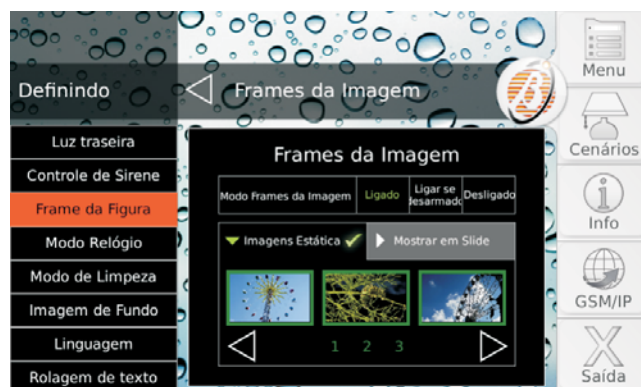 Definindo
Frames da Imagem
Luz traseira
Controle de Sirene
Frame da Figura
Modo Relógio
Modo de Limpeza
Imagem de Fundo
Linguagem
Rolagem de texto
Frames da Imagem
Modo Frames da Imagem
Ligado
Ligar se
desarmado
Desligado
Imagens Estática
Mostrar em Slide
1 2 3
B
Menu
Cenários
Info
GSM/IP
Saída